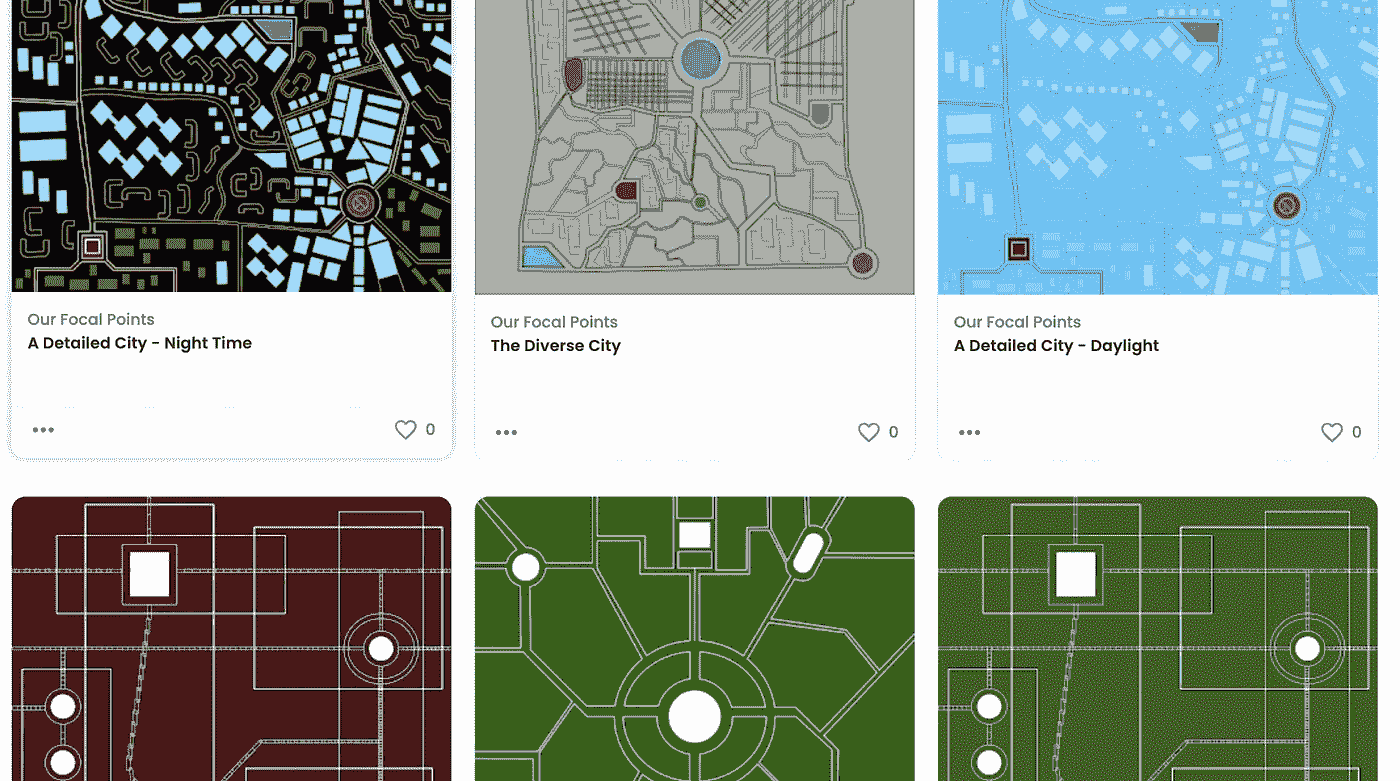 Our Focal Points
A Detailed City - Night Time
0
Our Focal Points
The Diverse City
0
Our Focal Points
A Detailed City - Daylight
0